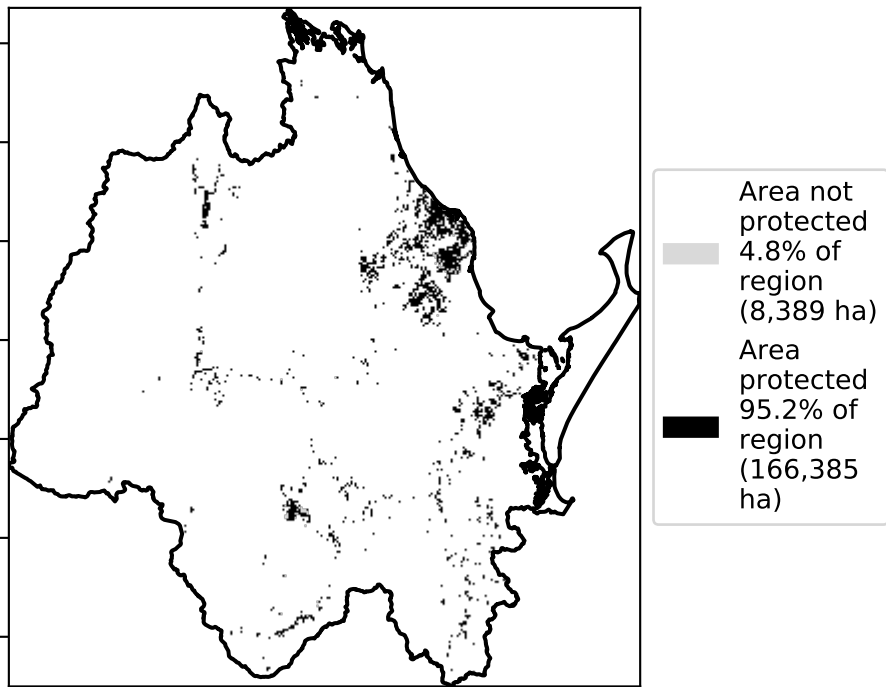 Area not
protected
4.8% of
region
(8,389 ha)
Area
protected
95.2% of
region
(166,385
ha)